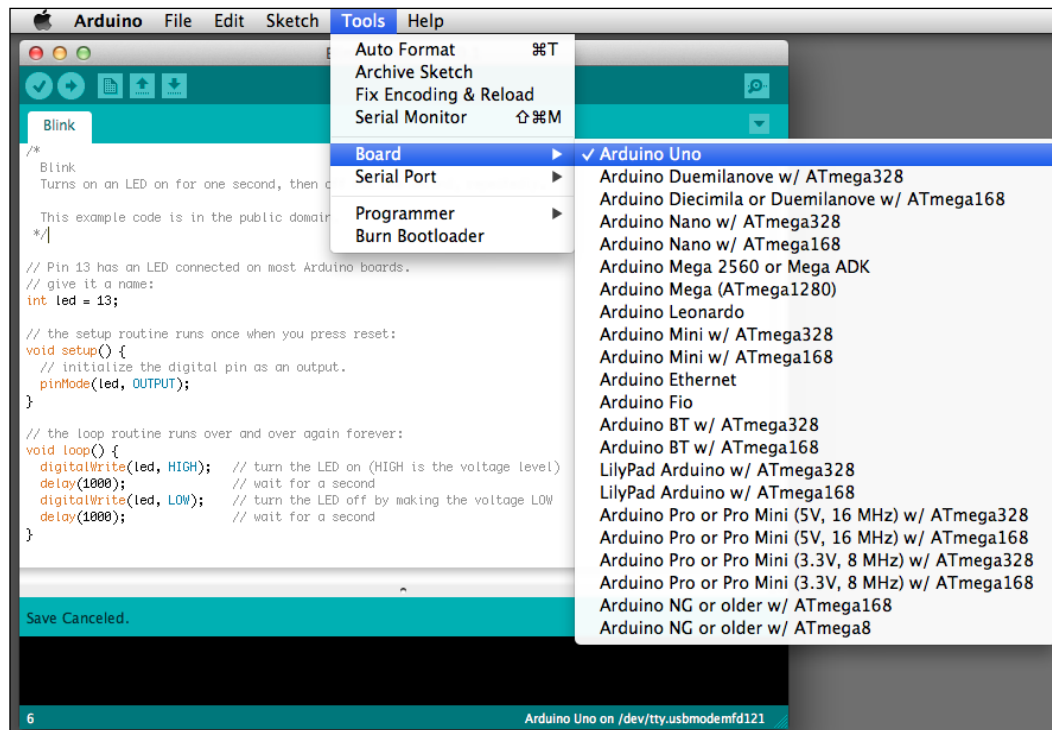 Arduino File Edit Sketch Tools Help
Auto Format ⌘T
Archive Sketch
Fix Encoding & Reload
Serial Monitor ⇧⌘M
Board
Serial Port
Programmer
Burn Bootloader
✓ Arduino Uno
Arduino Duemilanove w/ ATmega328
Arduino Diecimila or Duemilanove w/ ATmega168
Arduino Nano w/ ATmega328
Arduino Nano w/ ATmega168
Arduino Mega 2560 or Mega ADK
Arduino Mega (ATmega1280)
Arduino Leonardo
Arduino Mini w/ ATmega328
Arduino Mini w/ ATmega168
Arduino Ethernet
Arduino Fio
Arduino BT w/ ATmega328
Arduino BT w/ ATmega168
LilyPad Arduino w/ ATmega328
LilyPad Arduino w/ ATmega168
Arduino Pro or Pro Mini (5V, 16 MHz) w/ ATmega328
Arduino Pro or Pro Mini (5V, 16 MHz) w/ ATmega168
Arduino Pro or Pro Mini (3.3V, 8 MHz) w/ ATmega328
Arduino Pro or Pro Mini (3.3V, 8 MHz) w/ ATmega168
Arduino NG or older w/ ATmega168
Arduino NG or older w/ ATmega8
Blink
/*
Blink
Turns on an LED on for one second, then
This example code is in the public domain
*/
// Pin 13 has an LED connected on most Arduino boards.
// give it a name:
int led = 13;
// the setup routine runs once when you press reset:
void setup() {
// initialize the digital pin as an output.
pinMode(led, OUTPUT);
}
// the loop routine runs over and over again forever:
void loop() {
digitalWrite(led, HIGH); // turn the LED on (HIGH is the voltage level)
delay(1000); // wait for a second
digitalWrite(led, LOW); // turn the LED off by making the voltage LOW
delay(1000); // wait for a second
}
Save Canceled.
6 Arduino Uno on /dev/tty.usbmodemfd121